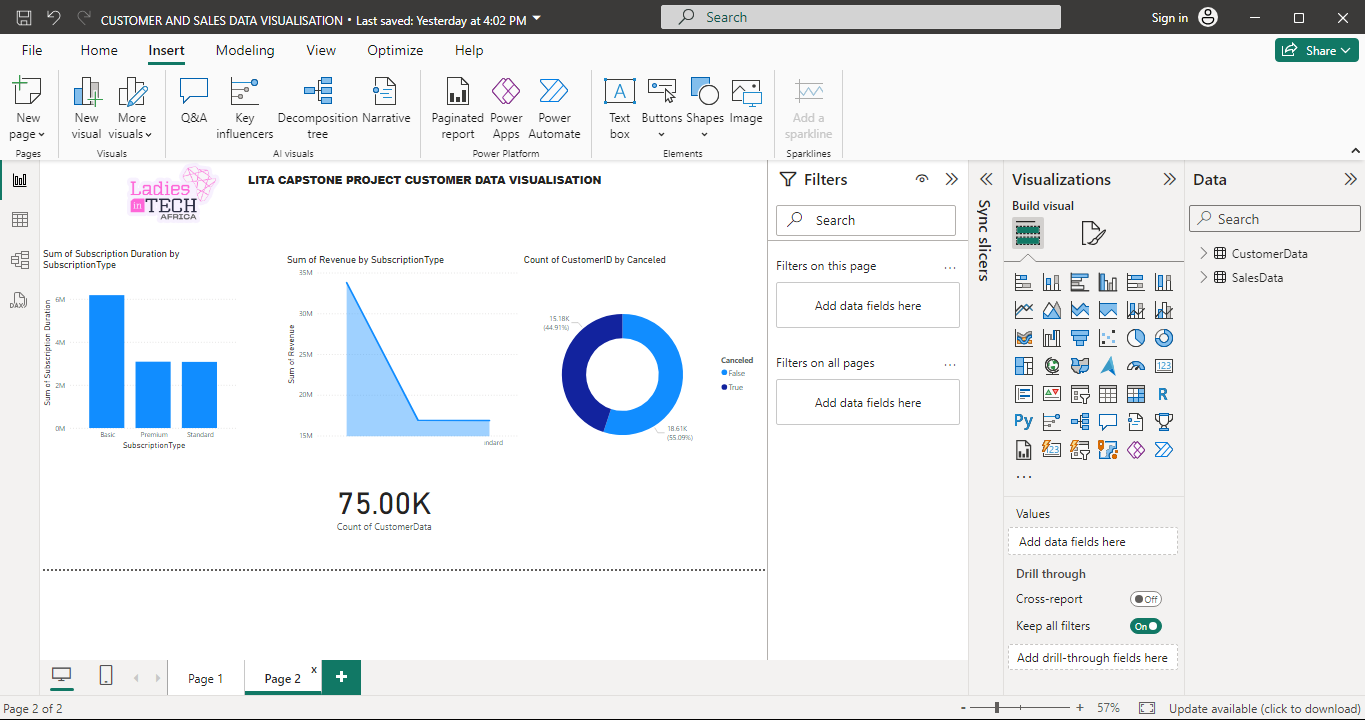 CUSTOMER AND SALES DATA VISUALISATION • Last saved: Yesterday at 4:02 PM
Search
Sign in
File
Home
Insert
Modeling
View
Optimize
Help
Share
New page
New visual
More visuals
Q&A
Key influencers
Decomposition tree
Narrative
Paginated report
Power Apps
Power Automate
Text box
Buttons
Shapes
Image
Add a sparkline
Pages
Visuals
AI visuals
Power Platform
Elements
Sparklines
DAX
Ladies
in TECH
AFRICA
LITA CAPSTONE PROJECT CUSTOMER DATA VISUALISATION
Sum of Subscription Duration by
SubscriptionType
Sum of Subscription Duration
6M
4M
2M
0M
Basic
Premium
Standard
SubscriptionType
Sum of Revenue by SubscriptionType
Sum of Revenue
35M
30M
25M
20M
15M
ndard
Count of CustomerID by Canceled
15.18K
(44.91%)
18.61K
(55.09%)
Canceled
False
True
75.00K
Count of CustomerData
Filters
Search
Filters on this page
...
Add data fields here
Filters on all pages
...
Add data fields here
Sync slicers
Visualizations
Build visual
123
R
Py
123
...
Values
Add data fields here
Drill through
Cross-report
Off
Keep all filters
On
Add drill-through fields here
Data
Search
CustomerData
SalesData
Page 1
Page 2
x
+
Page 2 of 2
-
+
57%
Update available (click to download)